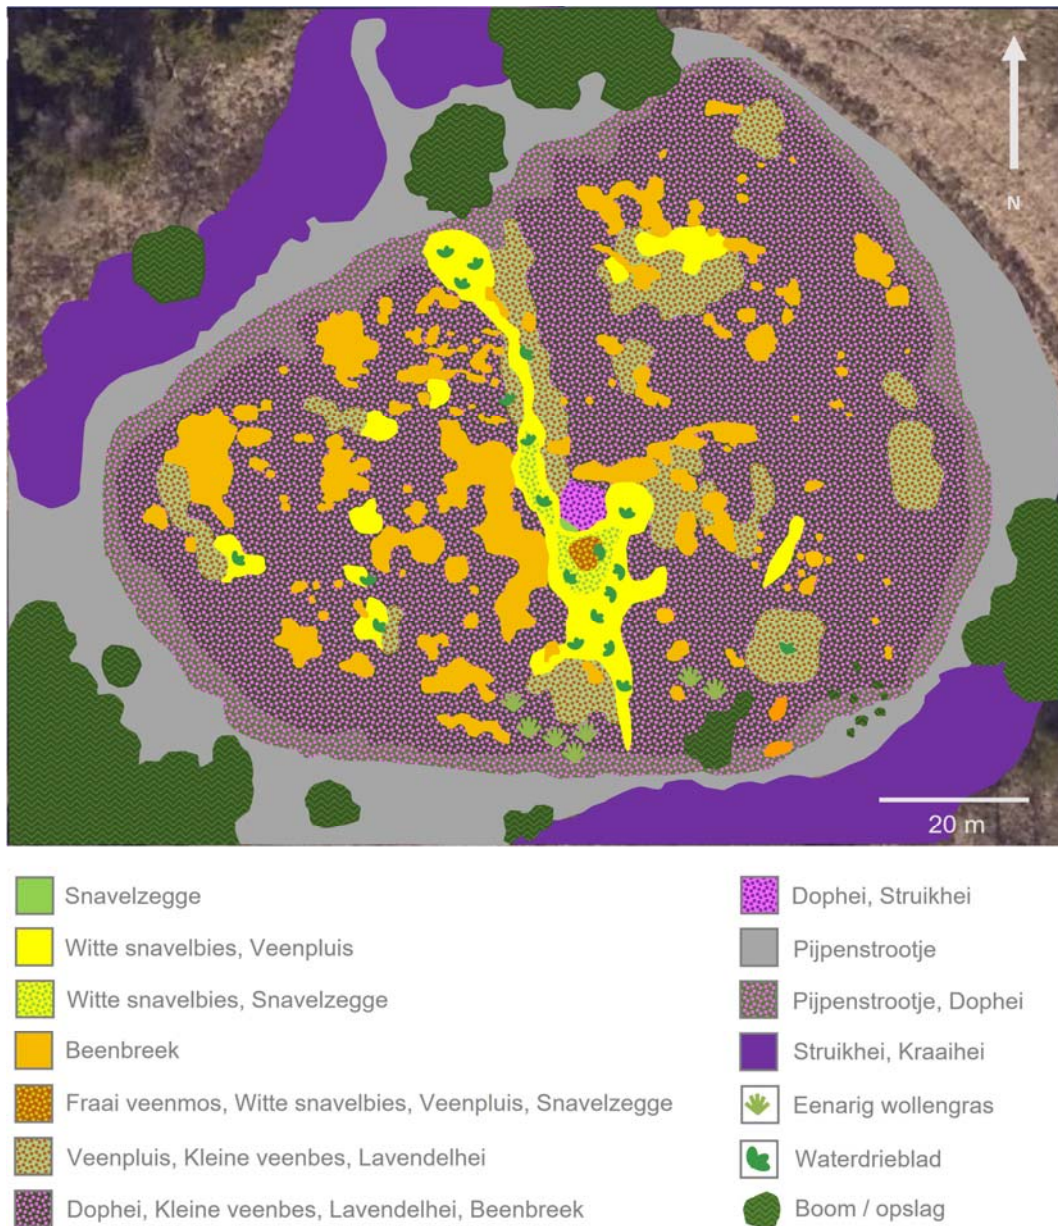 N
20 m
Snavelzegge
Witte snavelbies, Veenpluis
Witte snavelbies, Snavelzegge
Beenbreek
Fraai veenmos, Witte snavelbies, Veenpluis, Snavelzegge
Veenpluis, Kleine veenbes, Lavendelhei
Dophei, Kleine veenbes, Lavendelhei, Beenbreek
Dophei, Struikhei
Pijpenstrootje
Pijpenstrootje, Dophei
Struikhei, Kraaihei
Eenarig wollengras
Waterdrieblad
Boom / opslag